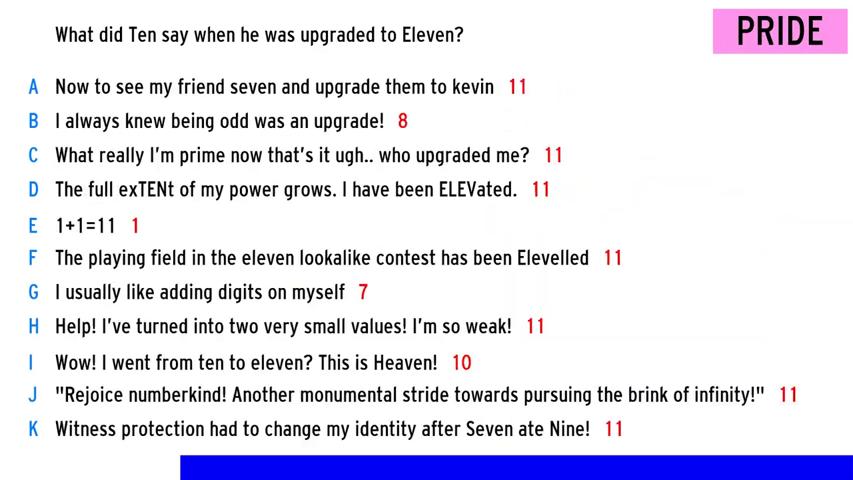 What did Ten say when he was upgraded to Eleven?
PRIDE
A Now to see my friend seven and upgrade them to kevin 11
B I always knew being odd was an upgrade! 8
C What really I'm prime now that's it ugh.. who upgraded me? 11
D The full exTENt of my power grows. I have been ELEVated. 11
E 1+1=11 1
F The playing field in the eleven lookalike contest has been Elevelled 11
G I usually like adding digits on myself 7
H Help! I've turned into two very small values! I'm so weak! 11
I Wow! I went from ten to eleven? This is Heaven! 10
J "Rejoice numberkind! Another monumental stride towards pursuing the brink of infinity!" 11
K Witness protection had to change my identity after Seven ate Nine! 11